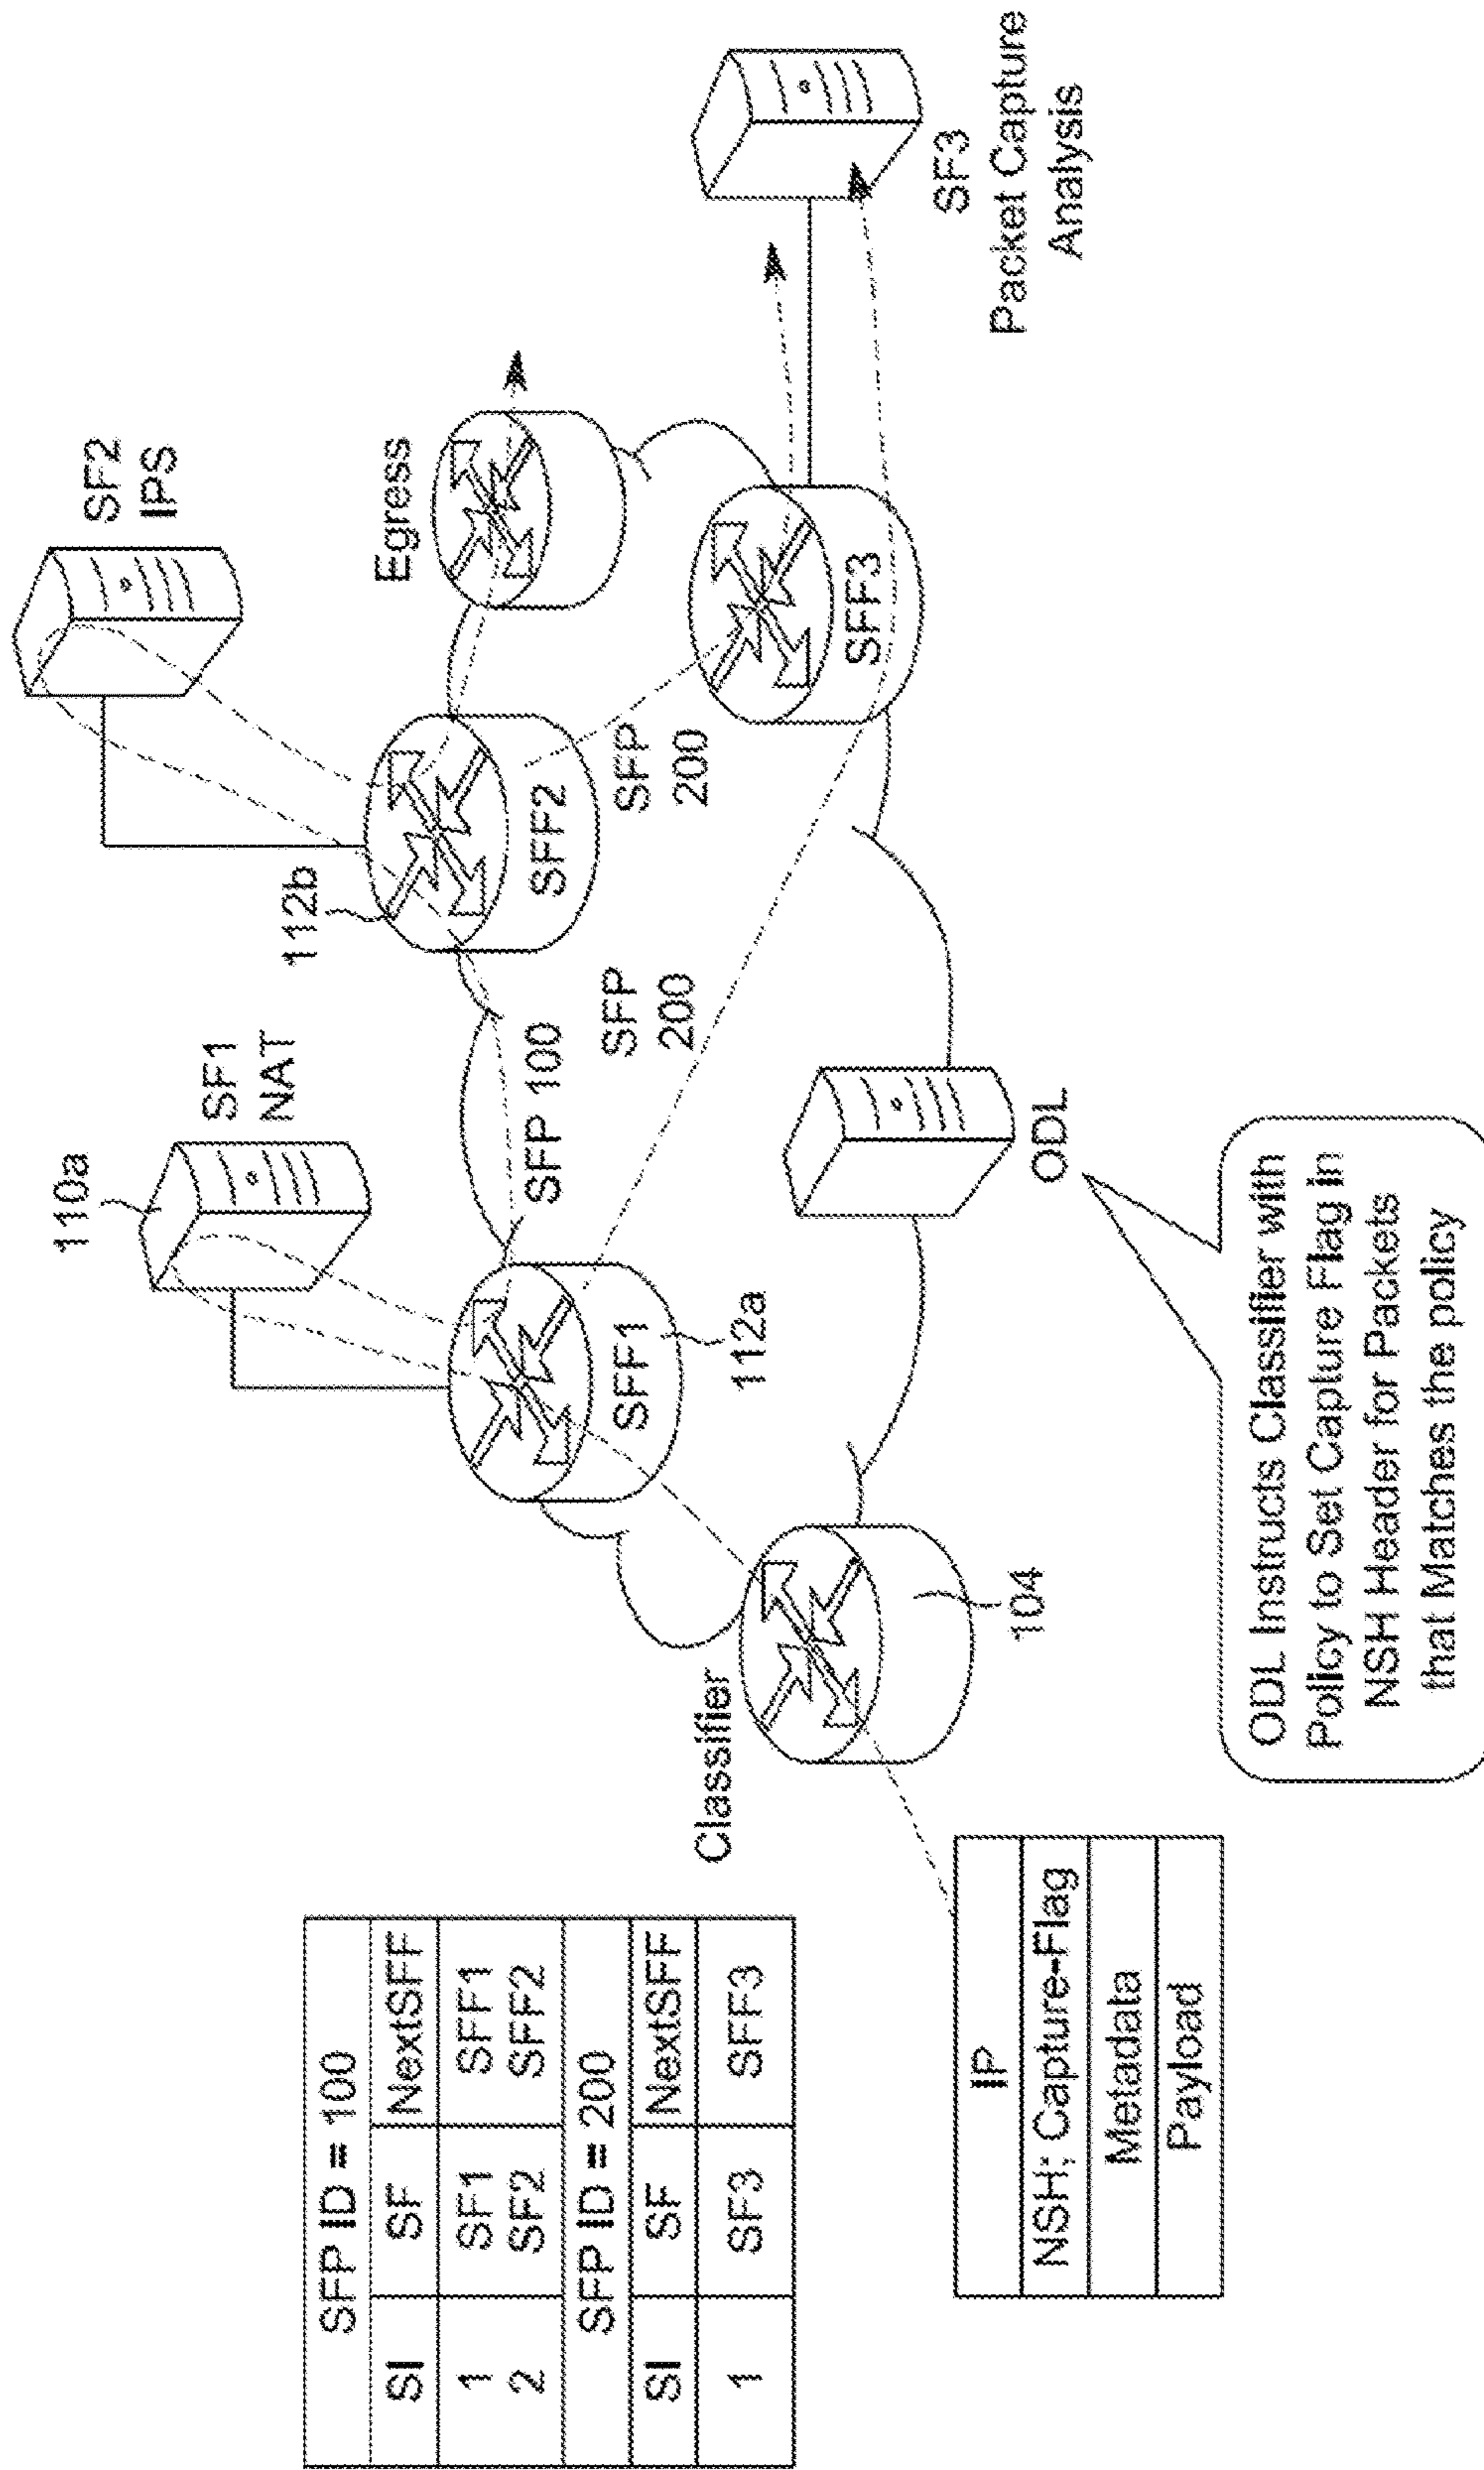 SFP ID = 100
SI SF NextSFF
1 SF1 SFF1
2 SF2 SFF2
SFP ID = 200
SI SF NextSFF
1 SF3 SFF3
IP
NSH; Capture-Flag
Metadata
Payload
Classifier
104
110a
SF1
NAT
SFF1
112a
SFP 100
SFP
200
112b
SFF2
SF2
IPS
SFP
200
Egress
SFF3
SF3
Packet Capture
Analysis
ODL
ODL Instructs Classifier with
Policy to Set Capture Flag in
NSH Header for Packets
that Matches the policy